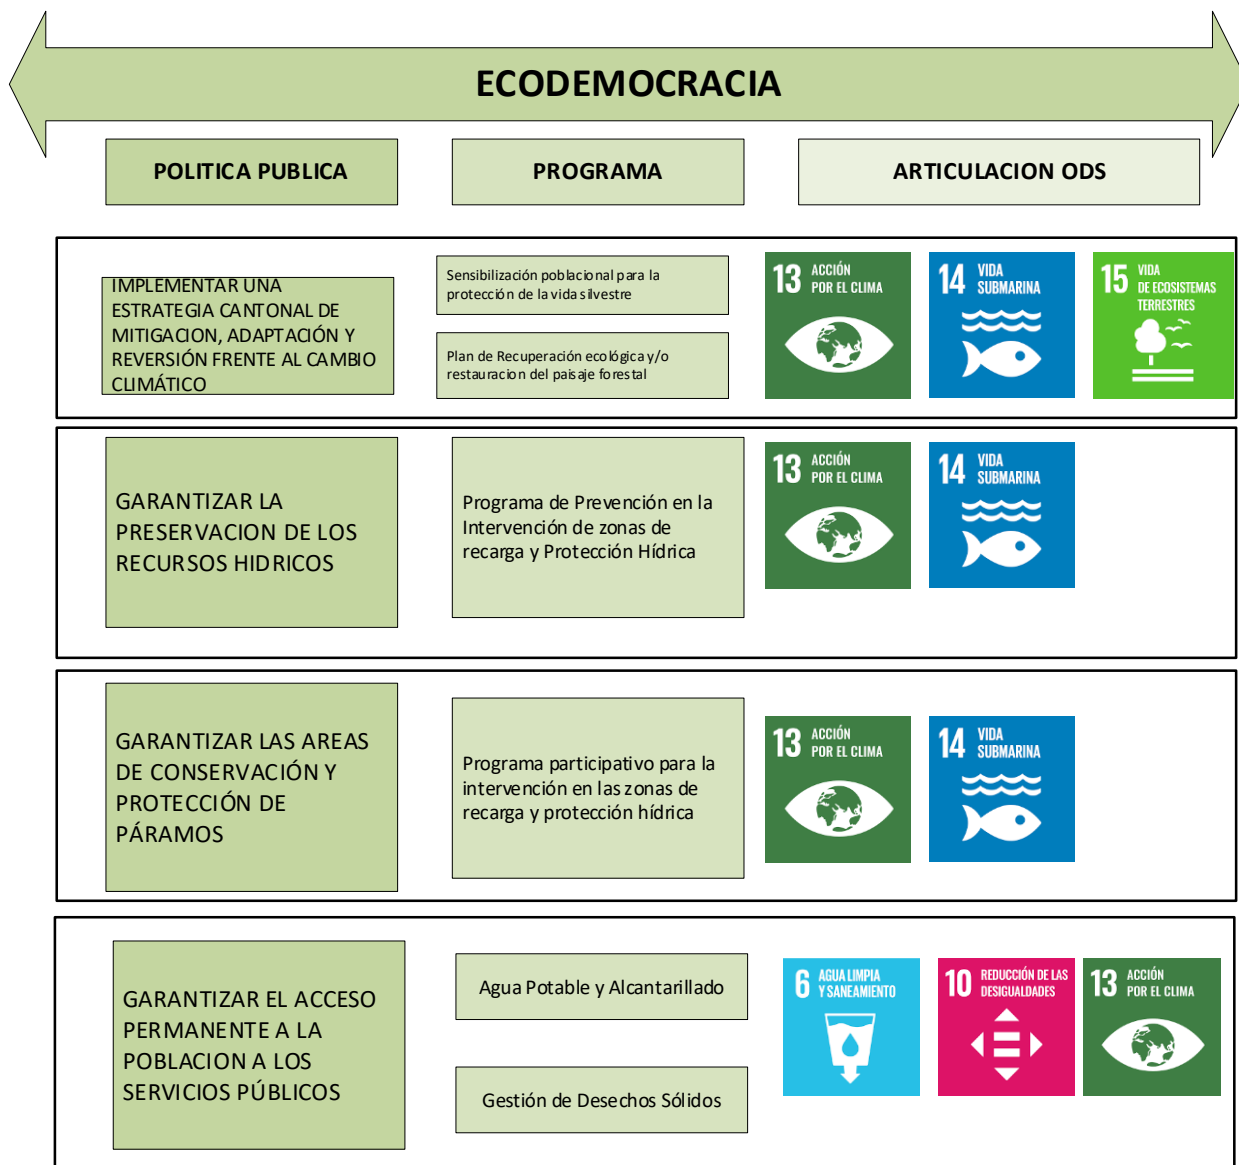 ECODEMOCRACIA
POLITICA PUBLICA
PROGRAMA
ARTICULACION ODS
IMPLEMENTAR UNA
ESTRATEGIA CANTONAL DE
MITIGACION, ADAPTACIÓN Y
REVERSIÓN FRENTE AL CAMBIO
CLIMÁTICO
Sensibilización poblacional para la
protección de la vida silvestre
Plan de Recuperación ecológica y/o
restauracion del paisaje forestal
13 ACCIÓN
POR EL CLIMA
14 VIDA
SUBMARINA
15 VIDA
DE ECOSISTEMAS
TERRESTRES
GARANTIZAR LA
PRESERVACION DE LOS
RECURSOS HIDRICOS
Programa de Prevención en la
Intervención de zonas de
recarga y Protección Hídrica
13 ACCIÓN
POR EL CLIMA
14 VIDA
SUBMARINA
GARANTIZAR LAS AREAS
DE CONSERVACIÓN Y
PROTECCIÓN DE
PÁRAMOS
Programa participativo para la
intervención en las zonas de
recarga y protección hídrica
13 ACCIÓN
POR EL CLIMA
14 VIDA
SUBMARINA
GARANTIZAR EL ACCESO
PERMANENTE A LA
POBLACION A LOS
SERVICIOS PÚBLICOS
Agua Potable y Alcantarillado
Gestión de Desechos Sólidos
6 AGUA LIMPIA
Y SANEAMIENTO
10 REDUCCIÓN DE LAS
DESIGUALDADES
13 ACCIÓN
POR EL CLIMA